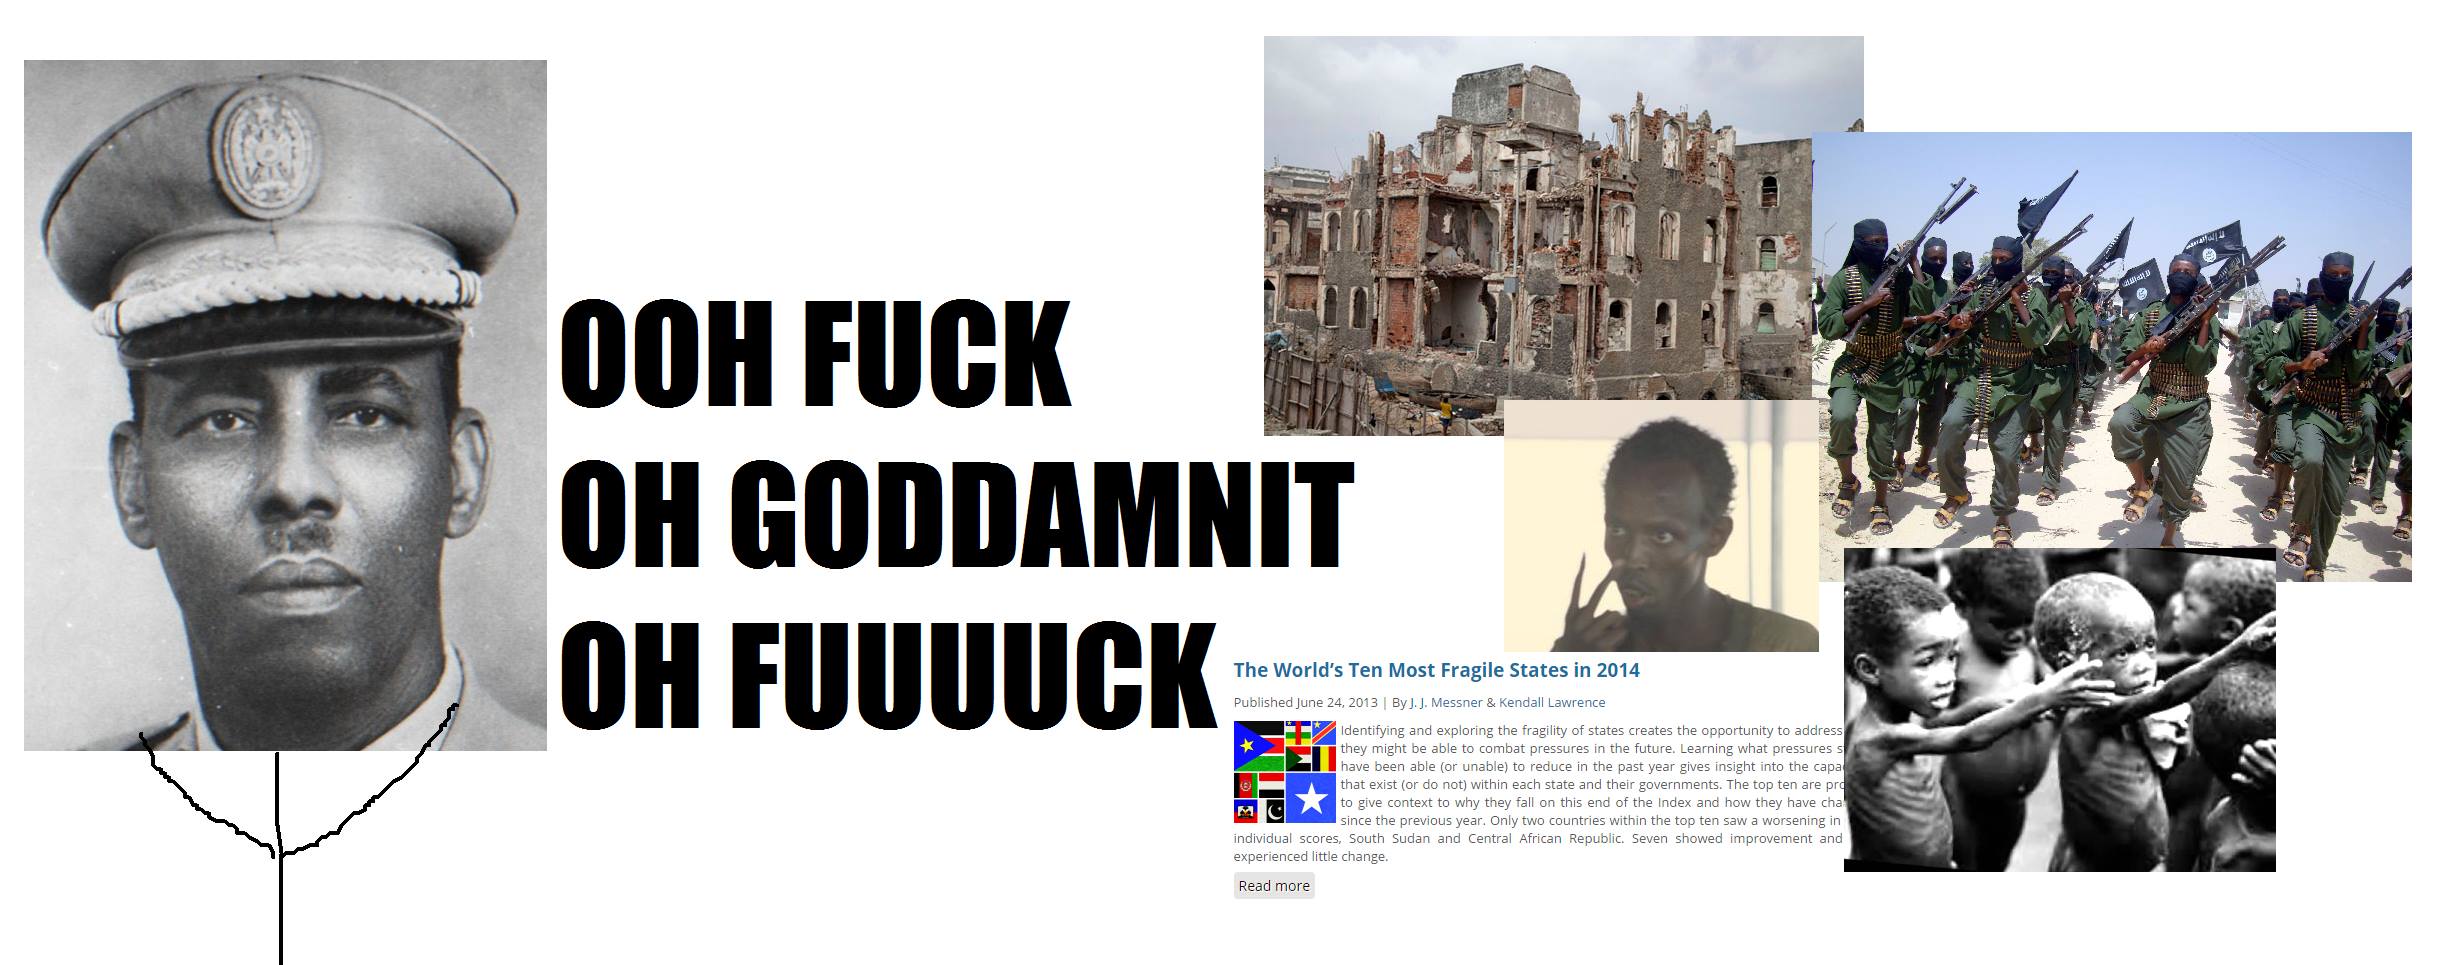 OOH FUCK
OH GODDAMNIT
OH FUUUUCK
The World's Ten Most Fragile States in 2014
Published June 24, 2013 | By J. J. Messner & Kendall Lawrence
Identifying and exploring the fragility of states creates the opportunity to address
they might be able to combat pressures in the future. Learning what pressures s
have been able (or unable) to reduce in the past year gives insight into the capa
that exist (or do not) within each state and their governments. The top ten are pro
to give context to why they fall on this end of the Index and how they have cha
since the previous year. Only two countries within the top ten saw a worsening in
individual scores, South Sudan and Central African Republic. Seven showed improvement and
experienced little change.
Read more